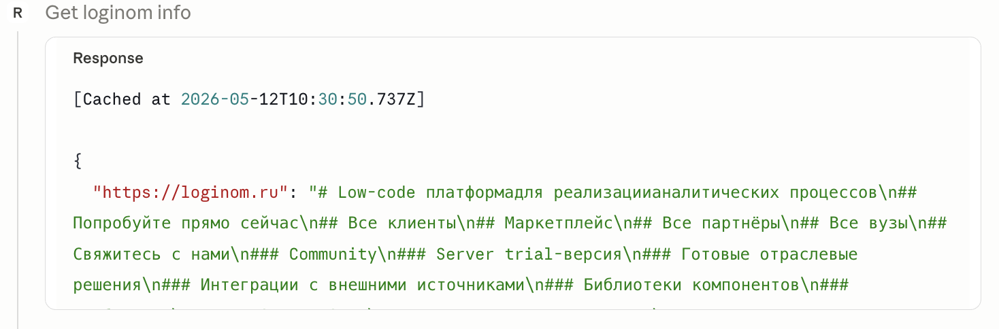 R Get loginom info
Response
[Cached at 2026-05-12T10:30:50.737Z]
{
"https://loginom.ru": "# Low-code платформадля реализациианалитических процессов\n##
Попробуйте прямо сейчас\n## Все клиенты\n## Маркетплейс\n## Все партнёры\n## Все вузы\n##
Свяжитесь с нами\n### Community\n### Server trial-версия\n### Готовые отраслевые
решения\n### Интеграции с внешними источниками\n### Библиотеки компонентов\n###